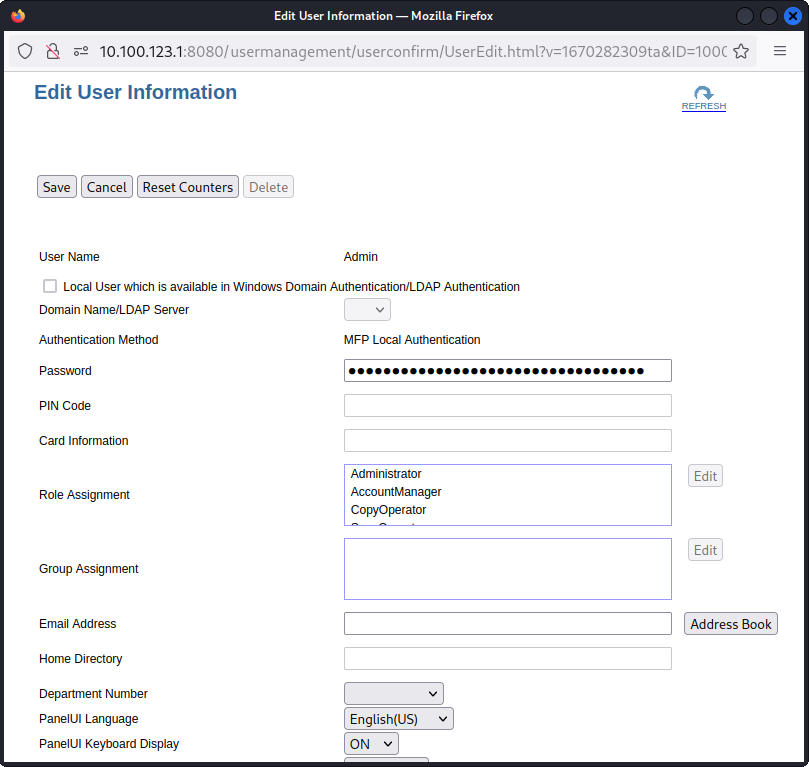 Edit User Information — Mozilla Firefox
10.100.123.1:8080/usermanagement/userconfirm/UserEdit.html?v=1670282309ta&ID=1000
Edit User Information
REFRESH
Save Cancel Reset Counters Delete
User Name Admin
Local User which is available in Windows Domain Authentication/LDAP Authentication
Domain Name/LDAP Server
Authentication Method MFP Local Authentication
Password ●●●●●●●●●●●●●●●●●●●●●●●●●●●●●●●●●●
PIN Code
Card Information
Role Assignment
Administrator
AccountManager
CopyOperator
Edit
Group Assignment
Edit
Email Address Address Book
Home Directory
Department Number
PanelUI Language English(US)
PanelUI Keyboard Display ON